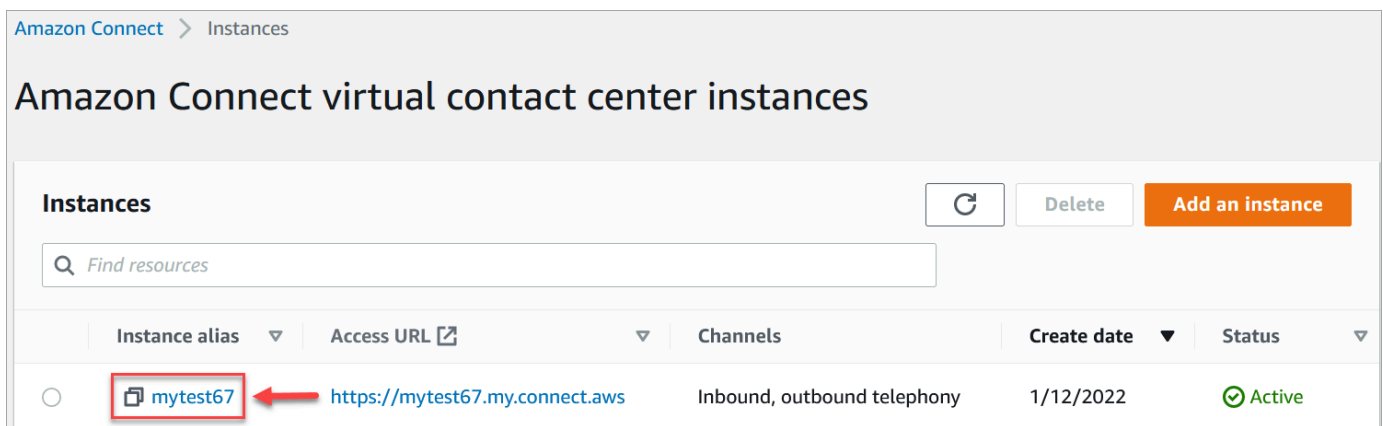 Amazon Connect > Instances
Amazon Connect virtual contact center instances
Instances
Delete
Add an instance
Find resources
Instance alias Access URL Channels Create date Status
mytest67 https://mytest67.my.connect.aws Inbound, outbound telephony 1/12/2022 Active